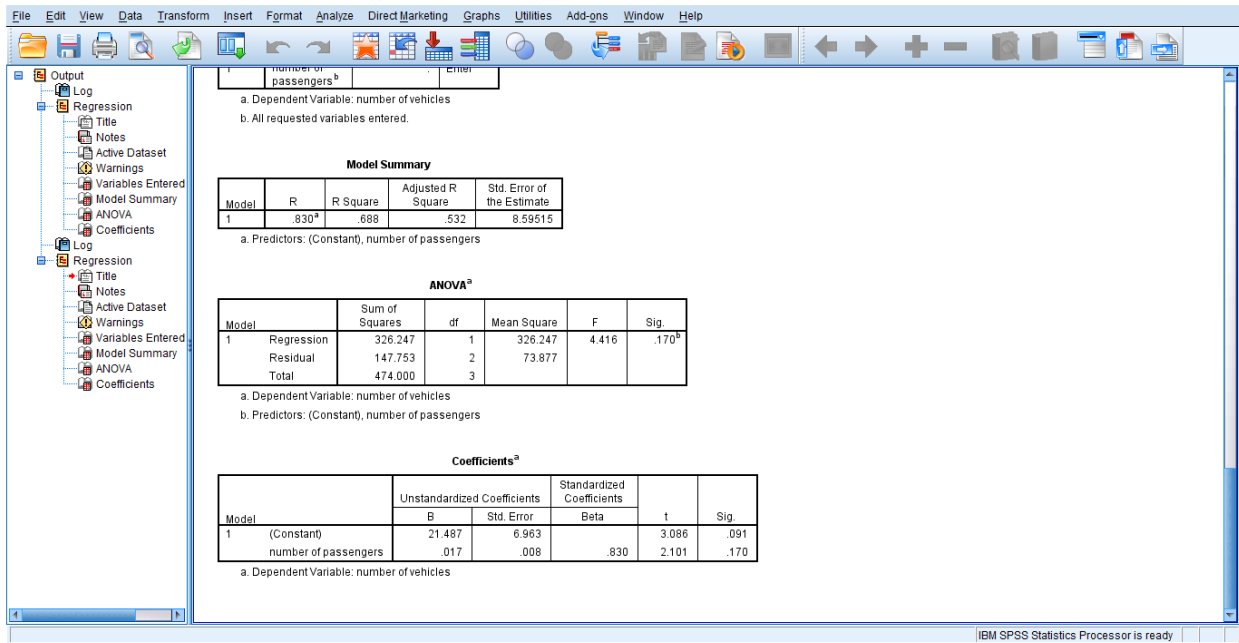 File Edit View Data Transform Insert Format Analyze Direct Marketing Graphs Utilities Add-ons Window Help
Output
Log
Regression
Title
Notes
Active Dataset
Warnings
Variables Entered
Model Summary
ANOVA
Coefficients
Log
Regression
Title
Notes
Active Dataset
Warnings
Variables Entered
Model Summary
ANOVA
Coefficients
1 number of . Enter
passengers b
a. Dependent Variable: number of vehicles
b. All requested variables entered.
Model Summary
Model R R Square Adjusted R Square Std. Error of the Estimate
1 .830a .688 .532 8.59515
a. Predictors: (Constant), number of passengers
ANOVAa
Model Sum of Squares df Mean Square F Sig.
1 Regression 326.247 1 326.247 4.416 .170b
Residual 147.753 2 73.877
Total 474.000 3
a. Dependent Variable: number of vehicles
b. Predictors: (Constant), number of passengers
Coefficientsa
Unstandardized Coefficients Standardized Coefficients
Model B Std. Error Beta t Sig.
1 (Constant) 21.487 6.963 3.086 .091
number of passengers .017 .008 .830 2.101 .170
a. Dependent Variable: number of vehicles
IBM SPSS Statistics Processor is ready